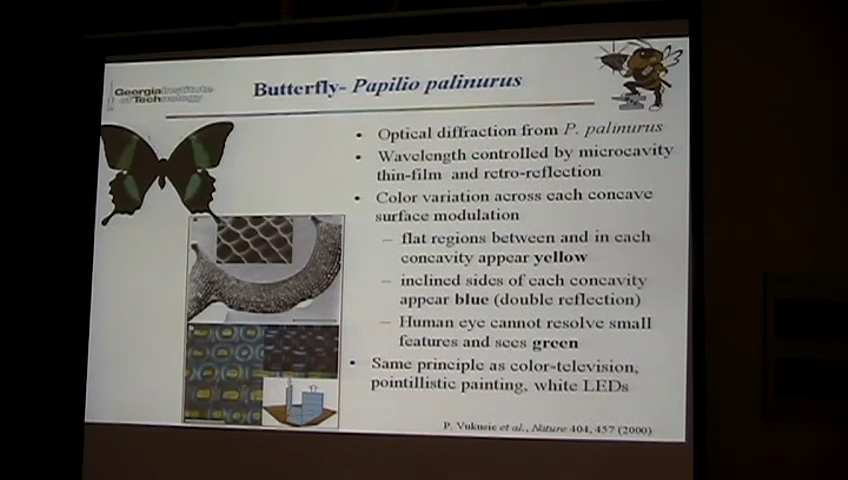 Georgia Institute
of Technology
Butterfly- Papilio palinurus
• Optical diffraction from P. palinurus
• Wavelength controlled by microcavity
thin-film and retro-reflection
• Color variation across each concave
surface modulation
– flat regions between and in each
concavity appear yellow
– inclined sides of each concavity
appear blue (double reflection)
– Human eye cannot resolve small
features and sees green
• Same principle as color-television,
pointillistic painting, white LEDs
P. Vukusic et al., Nature 404, 457 (2000)